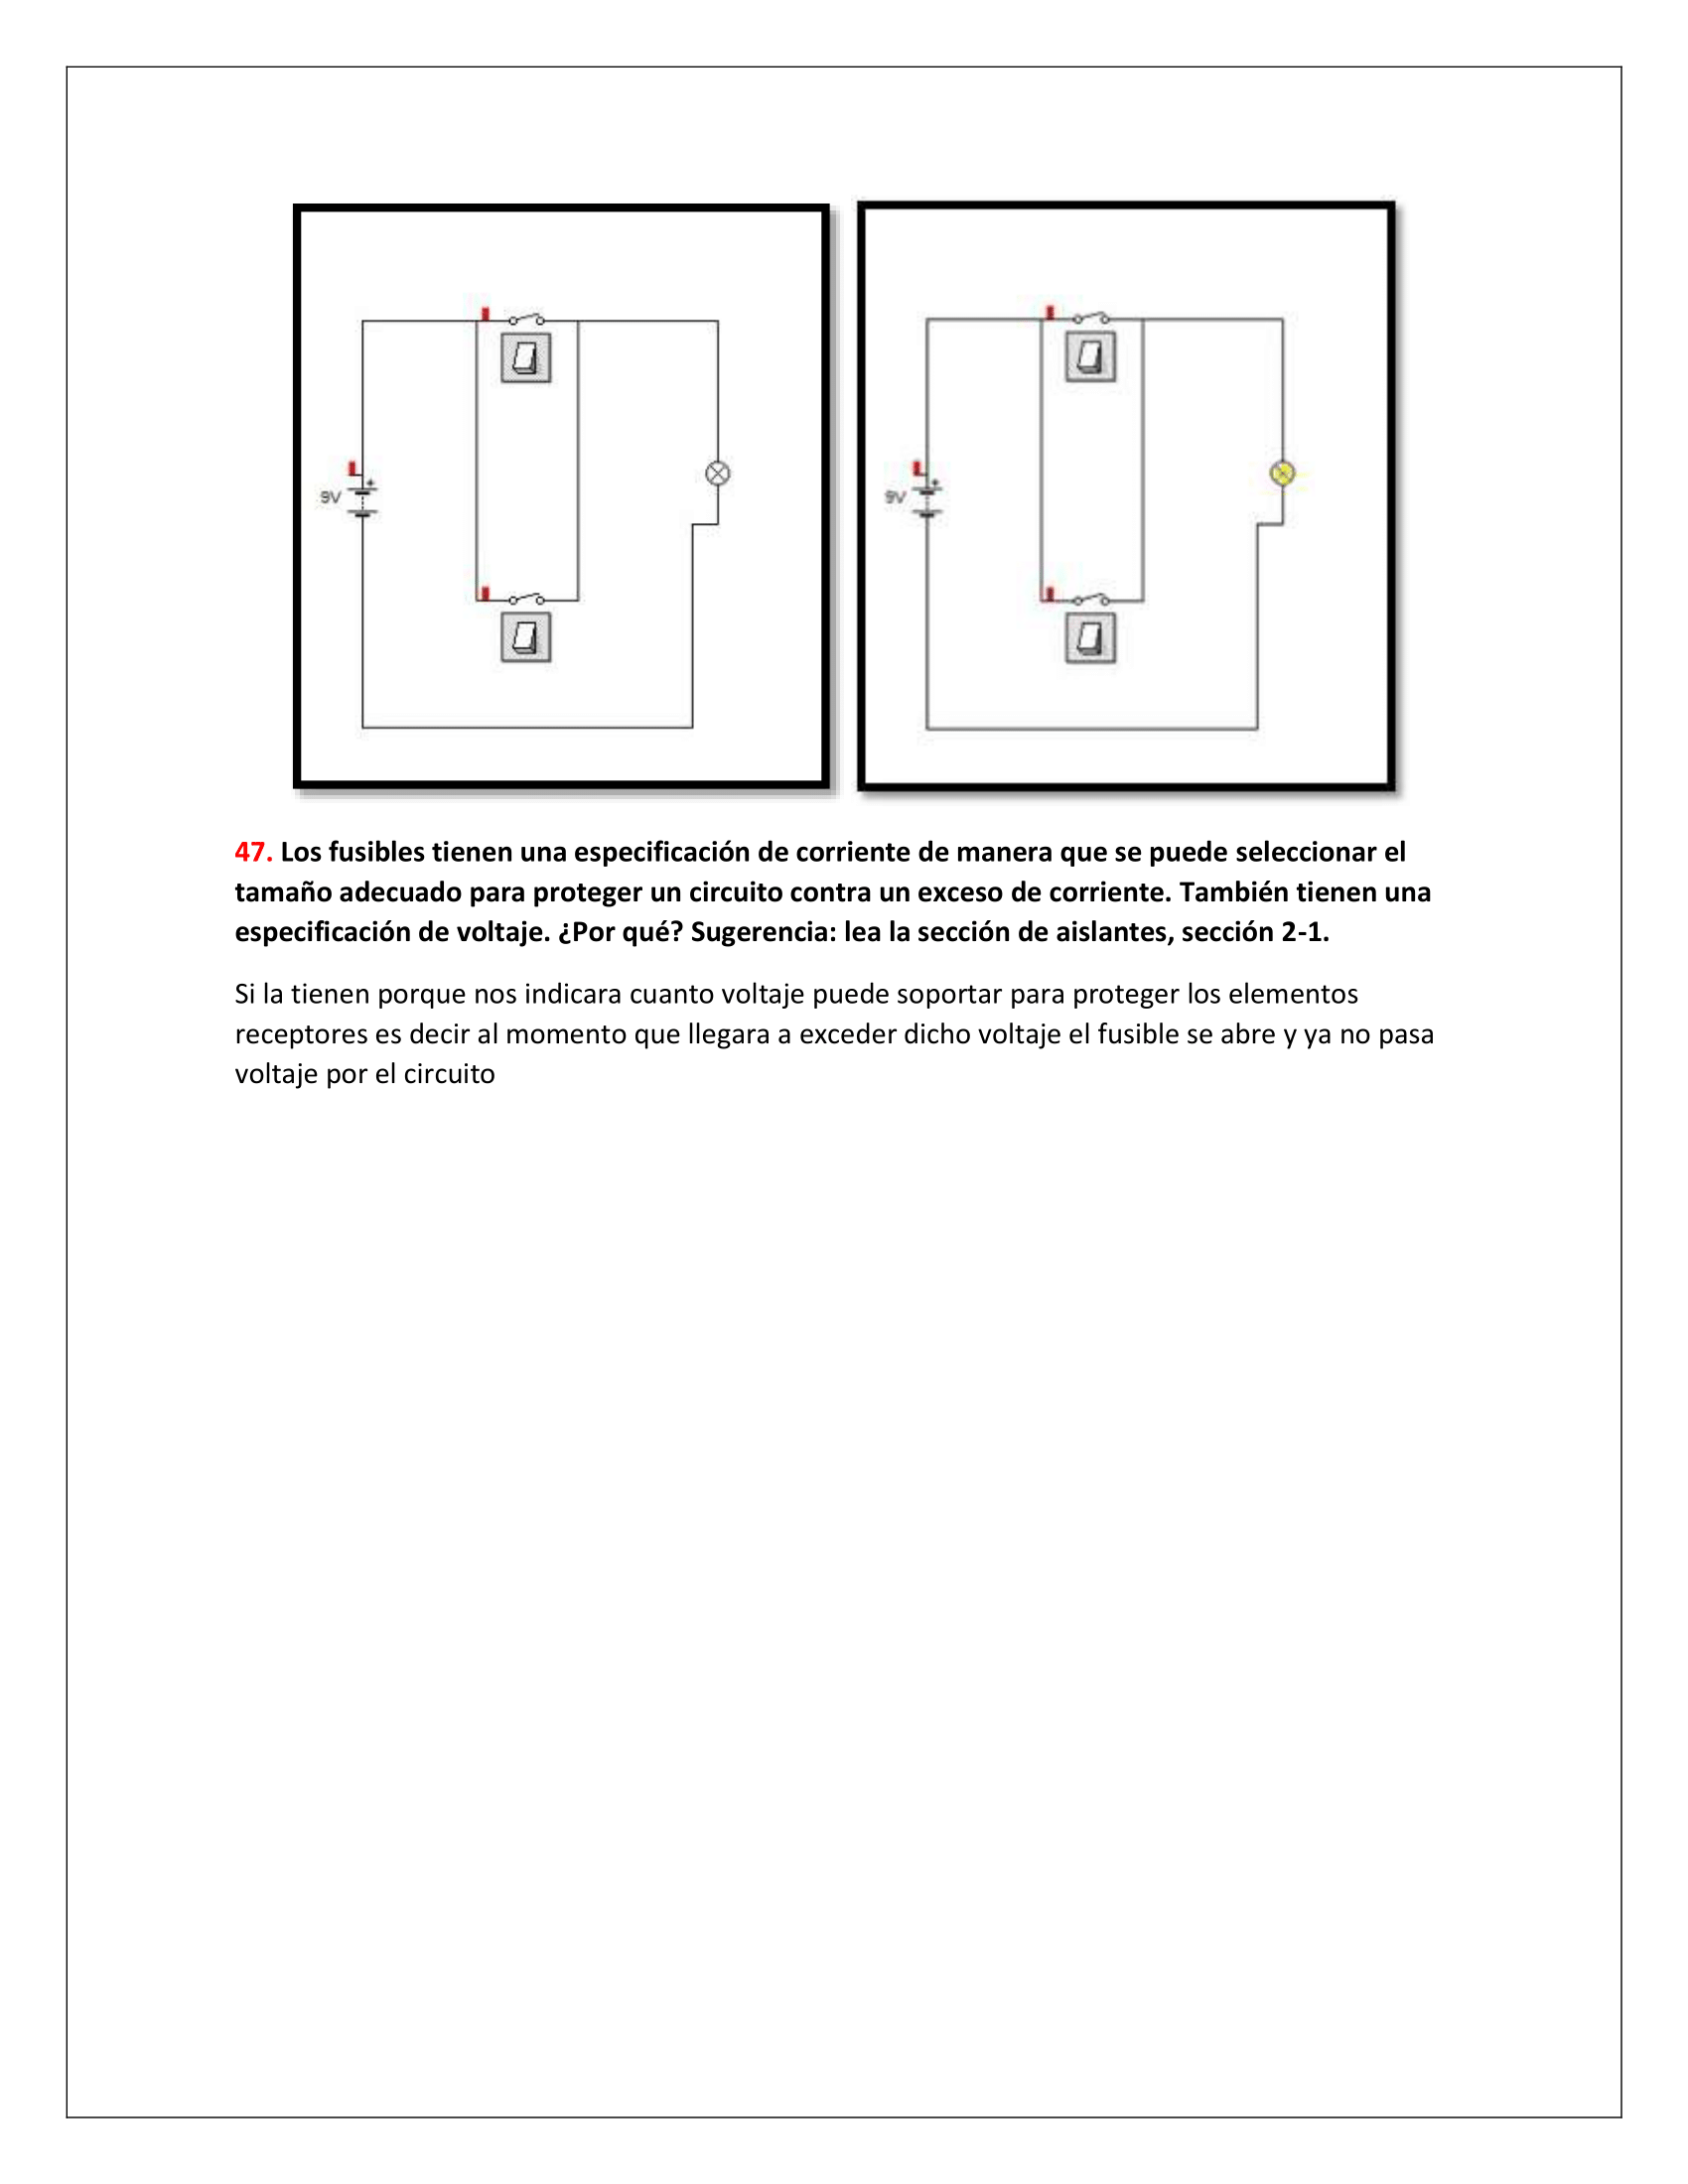 9V
9V
47. Los fusibles tienen una especificación de corriente de manera que se puede seleccionar el
tamaño adecuado para proteger un circuito contra un exceso de corriente. También tienen una
especificación de voltaje. ¿Por qué? Sugerencia: lea la sección de aislantes, sección 2-1.
Si la tienen porque nos indicara cuanto voltaje puede soportar para proteger los elementos
receptores es decir al momento que llegara a exceder dicho voltaje el fusible se abre y ya no pasa
voltaje por el circuito